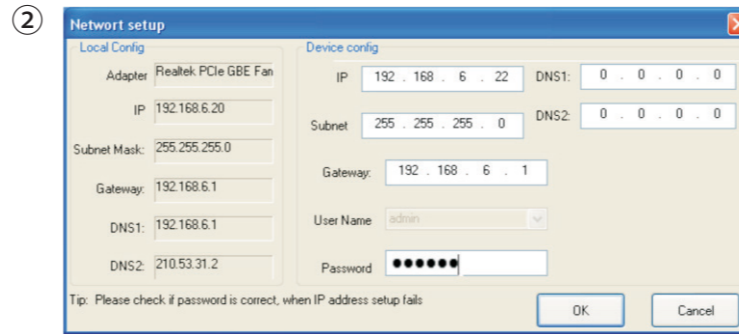 ②
Networt setup
Local Config
Adapter Realtek PCIe GBE Fan
IP 192.168.6.20
Subnet Mask: 255.255.255.0
Gateway: 192.168.6.1
DNS1: 192.168.6.1
DNS2: 210.53.31.2
Device config
IP 192 . 168 . 6 . 22 DNS1: 0 . 0 . 0 . 0
Subnet 255 . 255 . 255 . 0 DNS2: 0 . 0 . 0 . 0
Gateway: 192 . 168 . 6 . 1
User Name admin
Password ●●●●●●
Tip: Please check if password is correct, when IP address setup fails
OK Cancel